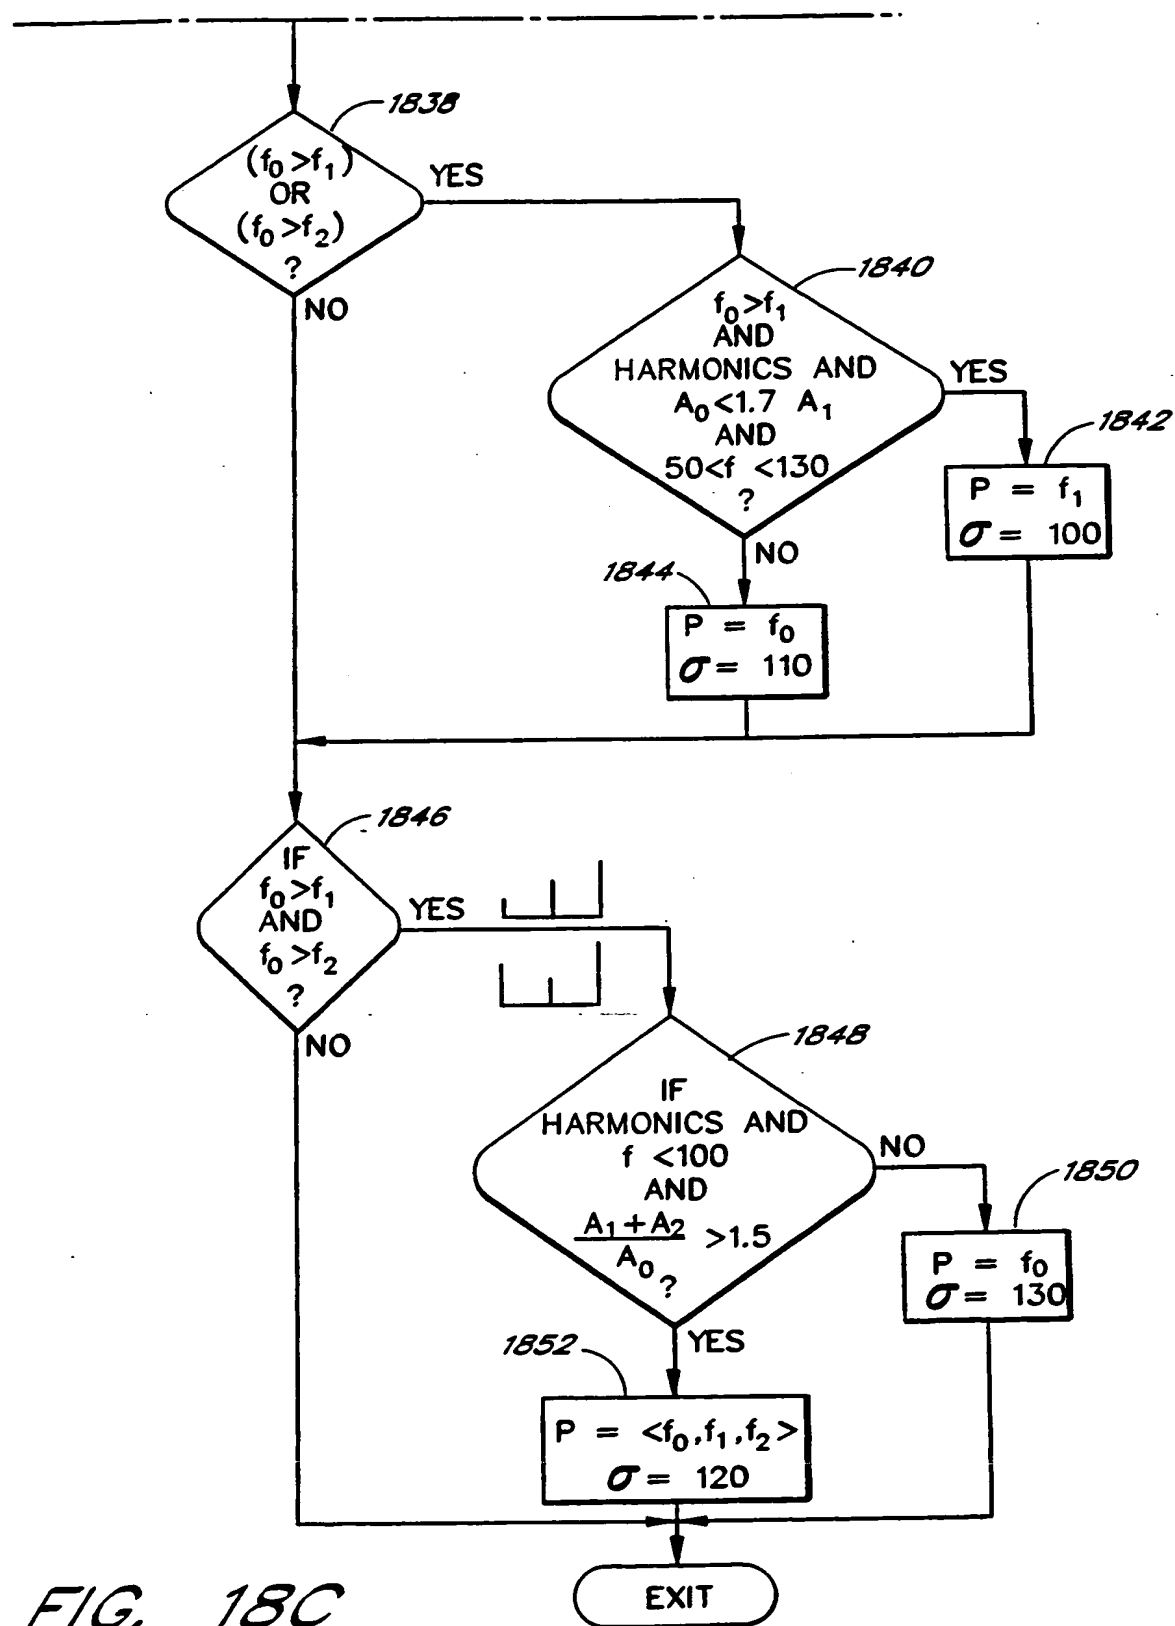 1838
(f₀ >f₁)
OR
(f₀ >f₂)
?
YES
NO
1840
f₀ >f₁
AND
HARMONICS AND
A₀ <1.7 A₁
AND
50<f <130
?
YES
NO
1842
P = f₁
σ = 100
1844
P = f₀
σ = 110
1846
IF
f₀ >f₁
AND
f₀ >f₂
?
YES
NO
1848
IF
HARMONICS AND
f <100
AND
A₁ + A₂
A₀
>1.5
?
NO
YES
1850
P = f₀
σ = 130
1852
P = <f₀,f₁,f₂>
σ = 120
EXIT
FIG. 18C